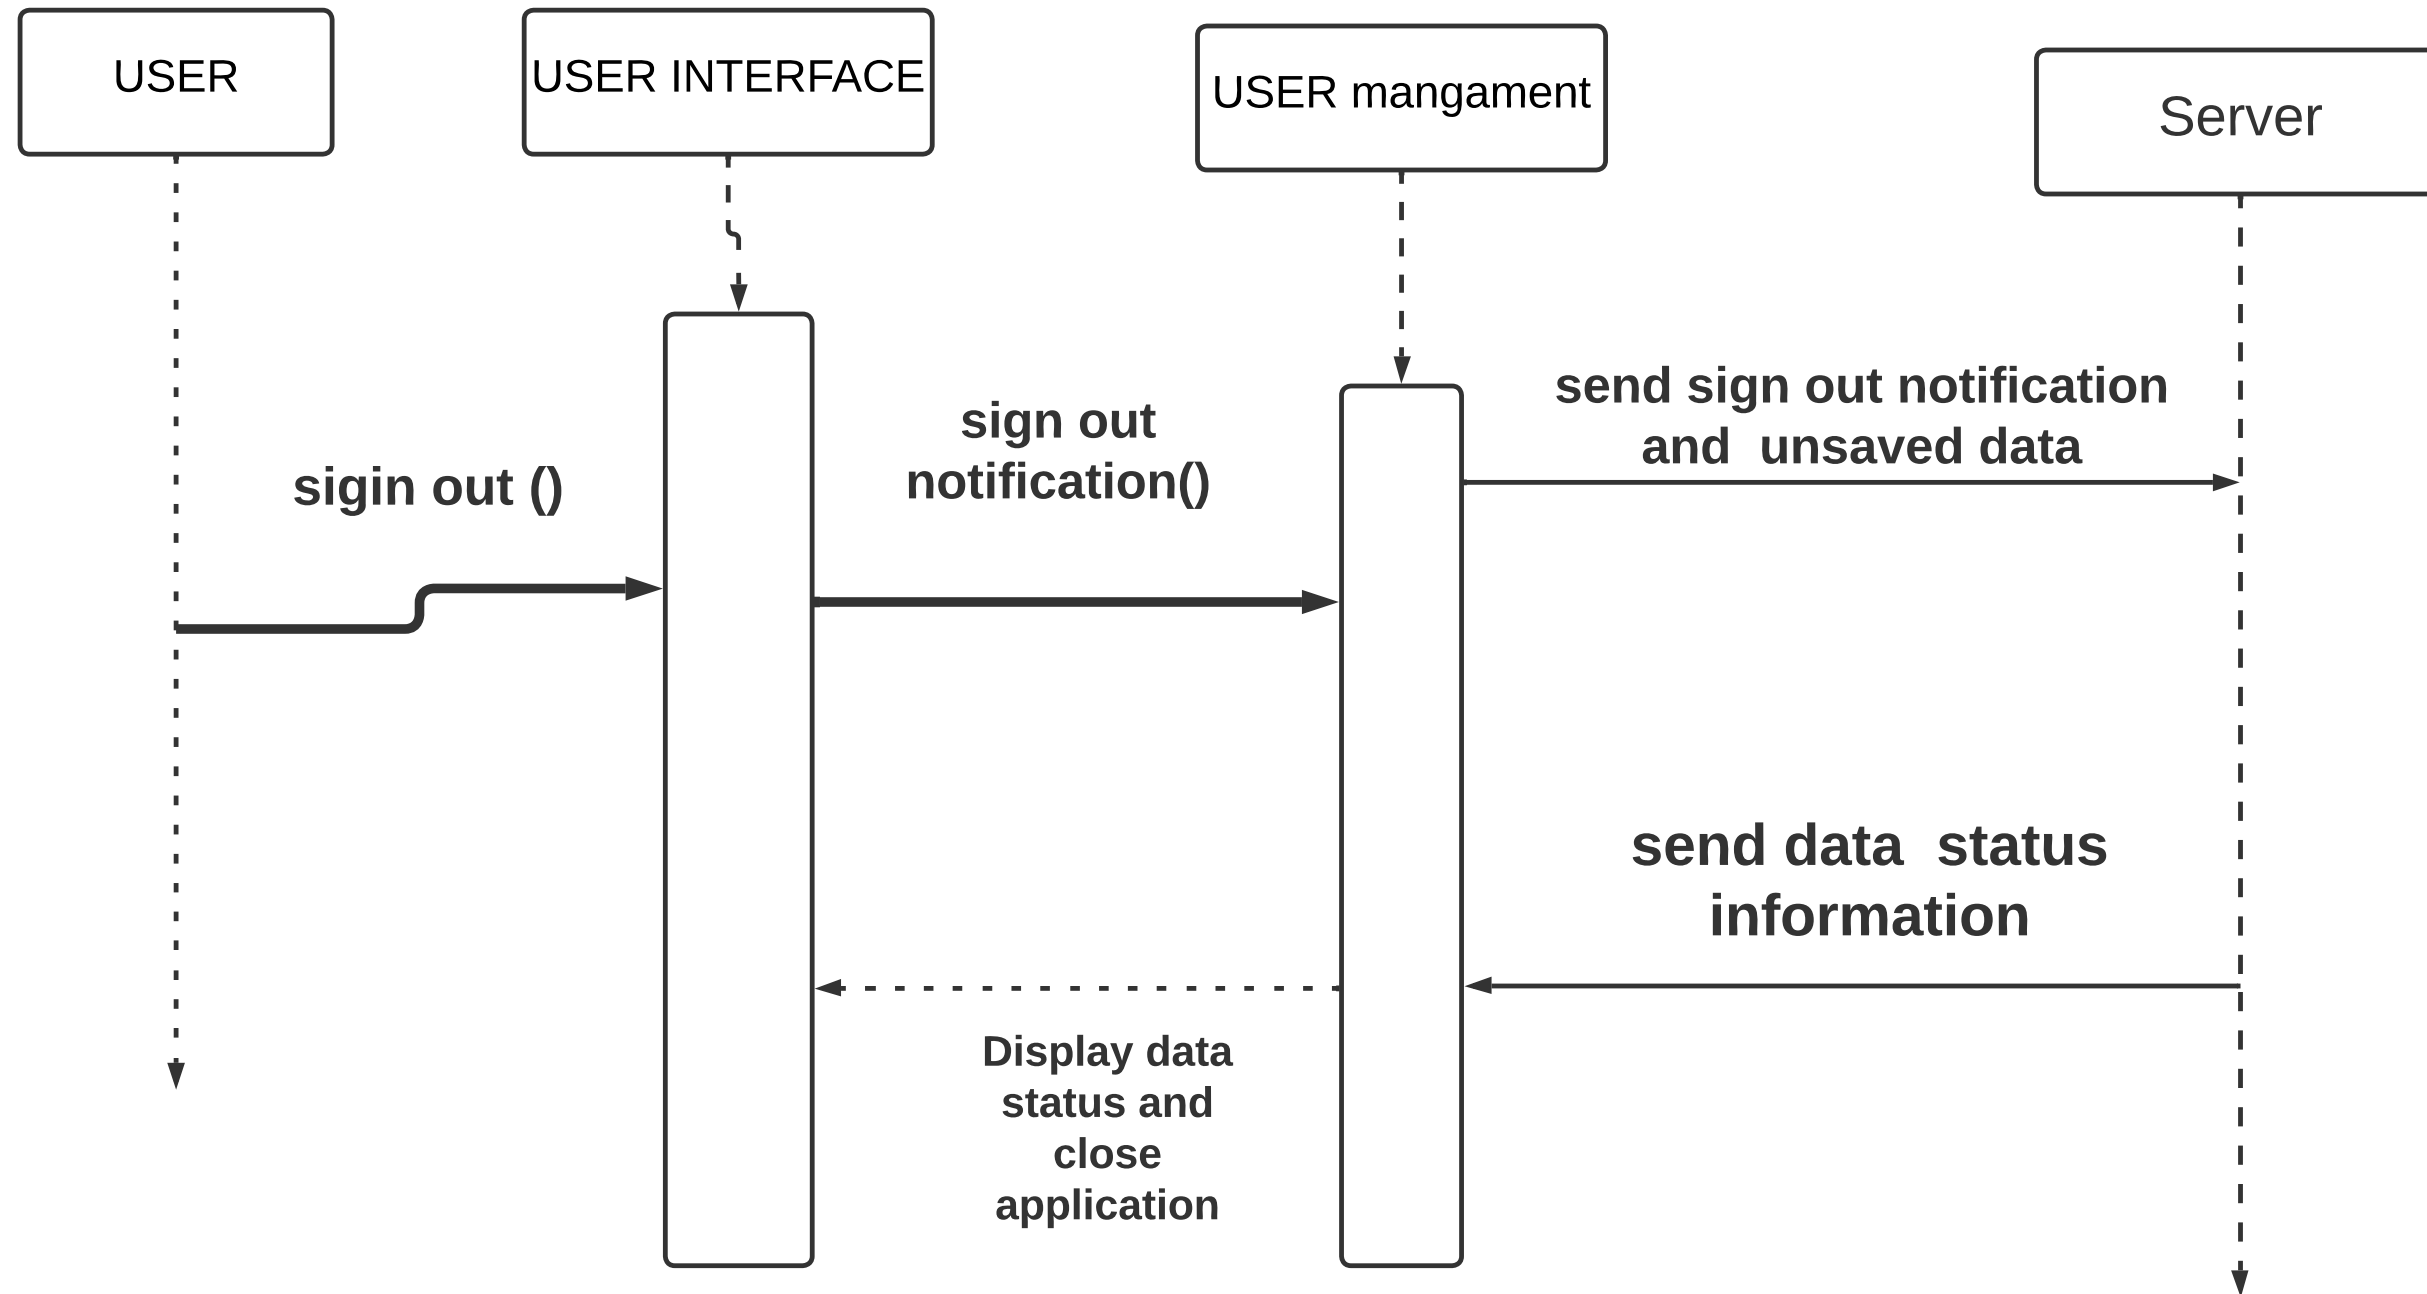 USER
USER INTERFACE
USER mangament
Server
send sign out notification
and  unsaved data
sign out
notification()
sigin out ()
send data  status
information
Display data
status and
close
application